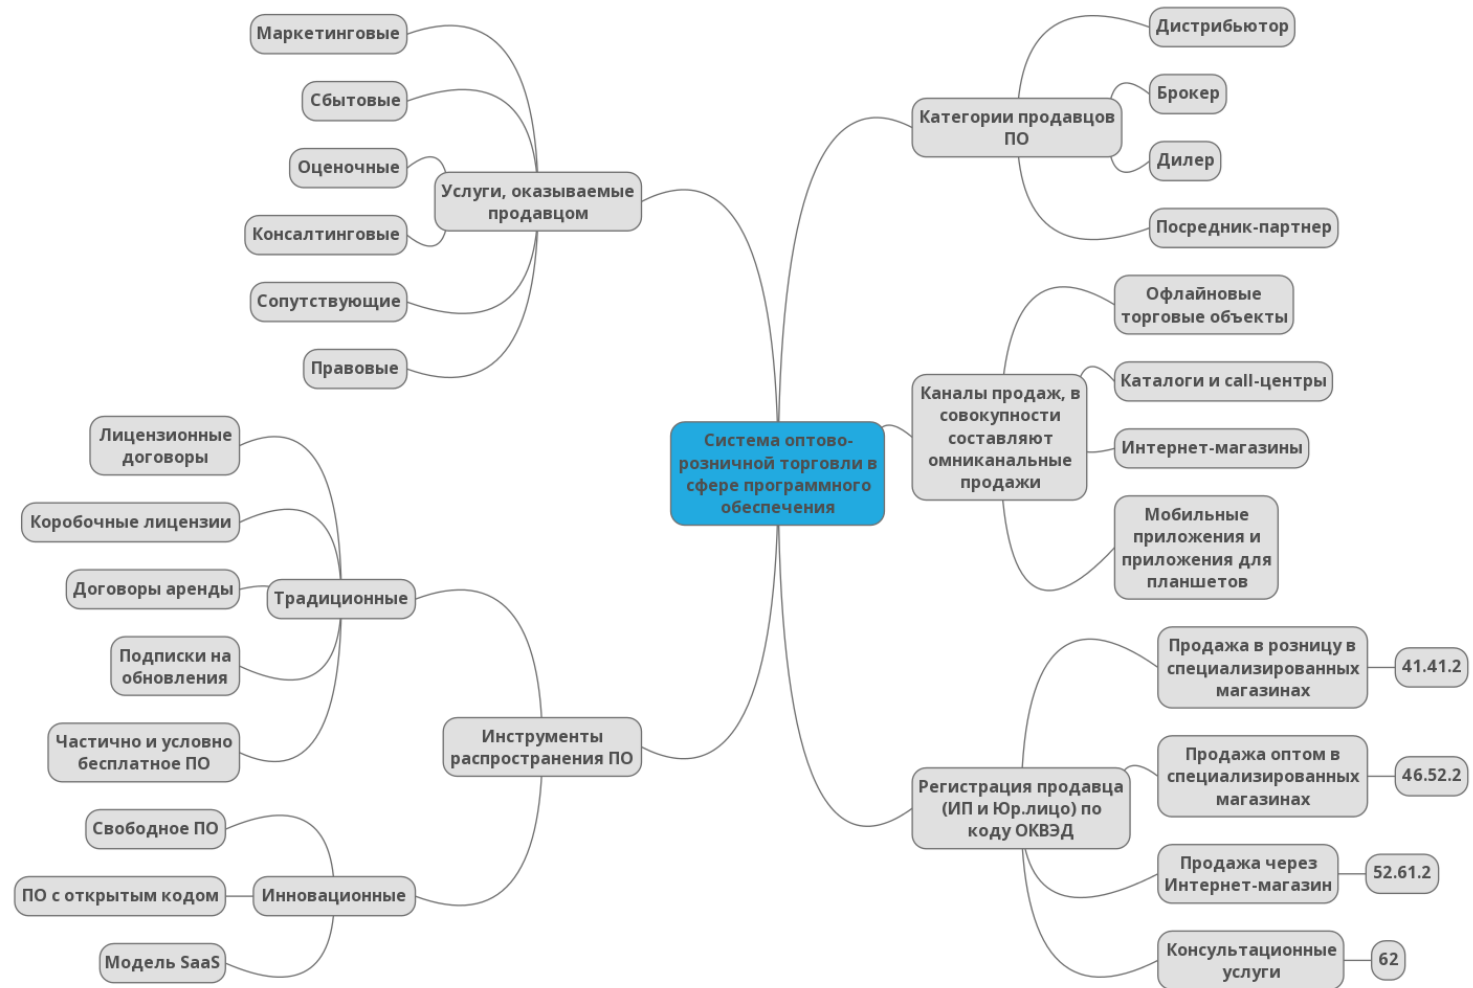 Система оптово-
розничной торговли в
сфере программного
обеспечения
Категории продавцов
ПО
Дистрибьютор
Брокер
Дилер
Посредник-партнер
Каналы продаж, в
совокупности
составляют
омниканальные
продажи
Офлайновые
торговые объекты
Каталоги и call-центры
Интернет-магазины
Мобильные
приложения и
приложения для
планшетов
Регистрация продавца
(ИП и Юр.лицо) по
коду ОКВЭД
Продажа в розницу в
специализированных
магазинах
41.41.2
Продажа оптом в
специализированных
магазинах
46.52.2
Продажа через
Интернет-магазин
52.61.2
Консультационные
услуги
62
Услуги, оказываемые
продавцом
Маркетинговые
Сбытовые
Оценочные
Консалтинговые
Сопутствующие
Правовые
Инструменты
распространения ПО
Традиционные
Лицензионные
договоры
Коробочные лицензии
Договоры аренды
Подписки на
обновления
Частично и условно
бесплатное ПО
Инновационные
Свободное ПО
ПО с открытым кодом
Модель SaaS